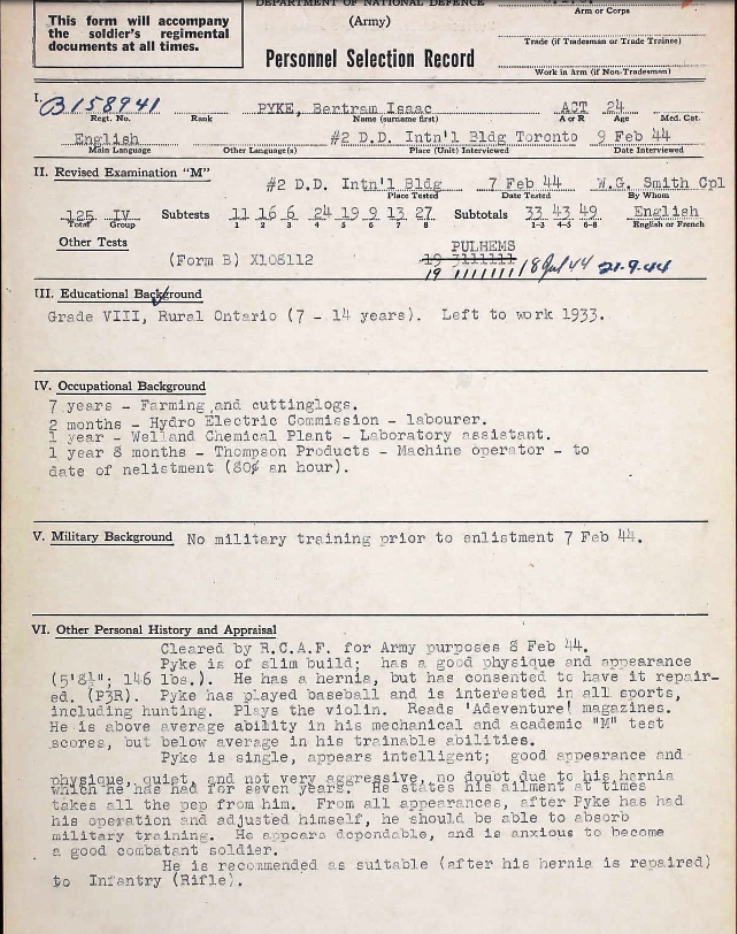 DEPARTMENT OF NATIONAL DEFENCE
(Army)
Personnel Selection Record
This form will accompany
the soldier's regimental
documents at all times.
Arm or Corps
Trade (if Tradesman or Trade Trainee)
Work in Arm (if Non-Tradesman)
I. B158941 PYKE, Bertram Isaac ACT 24
Regt. No. Rank Name (surname first) A or R Age Med. Cat.
English #2 D.D. Intn'l Bldg Toronto 9 Feb 44
Main Language Other Language(s) Place (Unit) Interviewed Date Interviewed
II. Revised Examination "M" #2 D.D. Intn'l Bldg 7 Feb 44 W.G. Smith Cpl
Place Tested Date Tested By Whom
125 IV Subtests 11 16 6 24 19 9 13 27 Subtotals 33 43 49 English
Total Group 1 2 3 4 5 6 7 8 1-3 4-5 6-8 English or French
Other Tests PULHEMS
(Form B) X108112 19 3111111
19 1111111 18 Jul 44 21-9-44
III. Educational Background
Grade VIII, Rural Ontario (7 - 14 years). Left to work 1933.
IV. Occupational Background
7 years - Farming and cuttinglogs.
2 months - Hydro Electric Commission - labourer.
1 year - Welland Chemical Plant - Laboratory assistant.
1 year 8 months - Thompson Products - Machine operator - to
date of nelistment (80¢ an hour).
V. Military Background No military training prior to enlistment 7 Feb 44.
VI. Other Personal History and Appraisal
Cleared by R.C.A.F. for Army purposes 8 Feb 44.
Pyke is of slim build; has a good physique and appearance
(5'8½"; 146 lbs.). He has a hernia, but has consented to have it repair-
ed. (P3R). Pyke has played baseball and is interested in all sports,
including hunting. Plays the violin. Reads 'Adeventure' magazines.
He is above average ability in his mechanical and academic "M" test
scores, but below average in his trainable abilities.
Pyke is single, appears intelligent; good appearance and
physique, quiet, and not very aggressive, no doubt due to his hernia
which he has had for seven years. He states his ailment at times
takes all the pep from him. From all appearances, after Pyke has had
his operation and adjusted himself, he should be able to absorb
military training. He appears dependable, and is anxious to become
a good combatant soldier.
He is recommended as suitable (after his hernia is repaired)
to Infantry (Rifle).